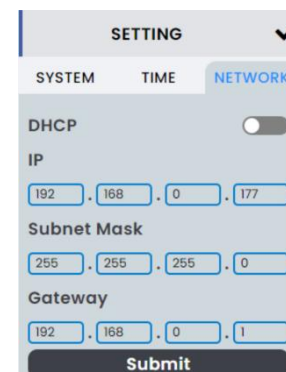 SETTING
SYSTEM TIME NETWORK
DHCP
IP
192 . 168 . 0 . 177
Subnet Mask
255 . 255 . 255 . 0
Gateway
192 . 168 . 0 . 1
Submit